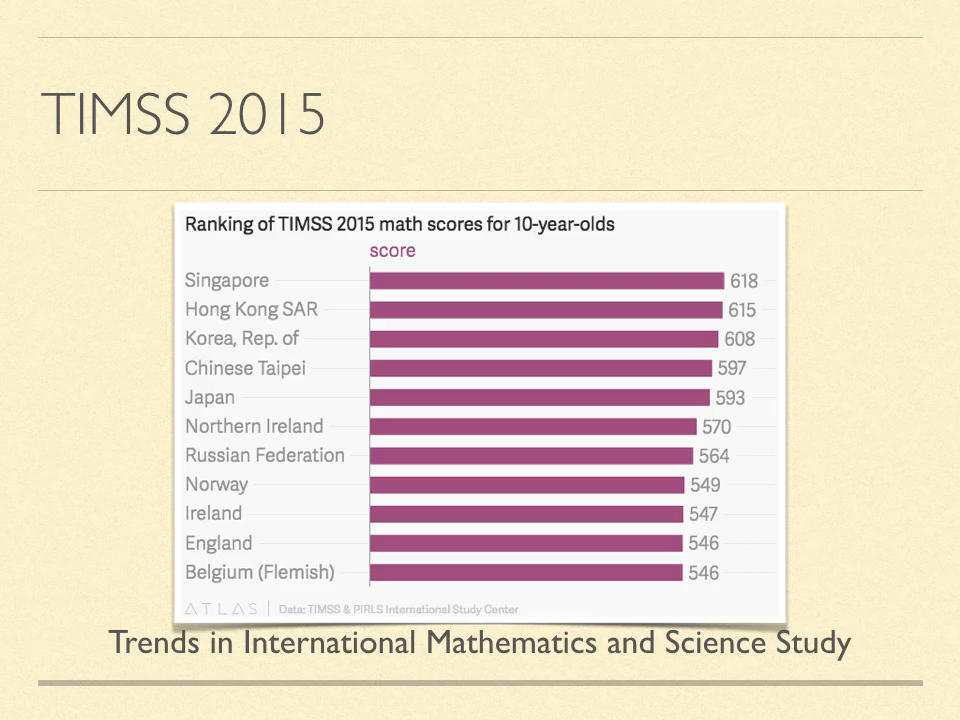 TIMSS 2015
Ranking of TIMSS 2015 math scores for 10-year-olds
score
Singapore 618
Hong Kong SAR 615
Korea, Rep. of 608
Chinese Taipei 597
Japan 593
Northern Ireland 570
Russian Federation 564
Norway 549
Ireland 547
England 546
Belgium (Flemish) 546
ATLAS | Data: TIMSS & PIRLS International Study Center
Trends in International Mathematics and Science Study